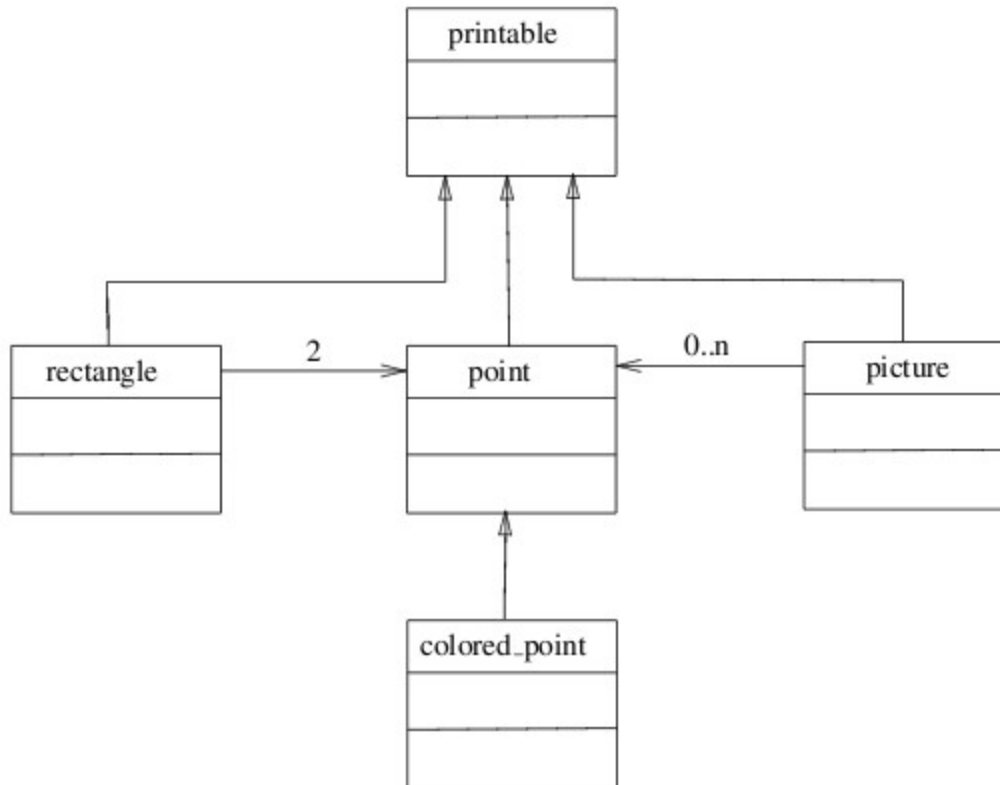 printable
2
0..n
rectangle
point
picture
colored_point